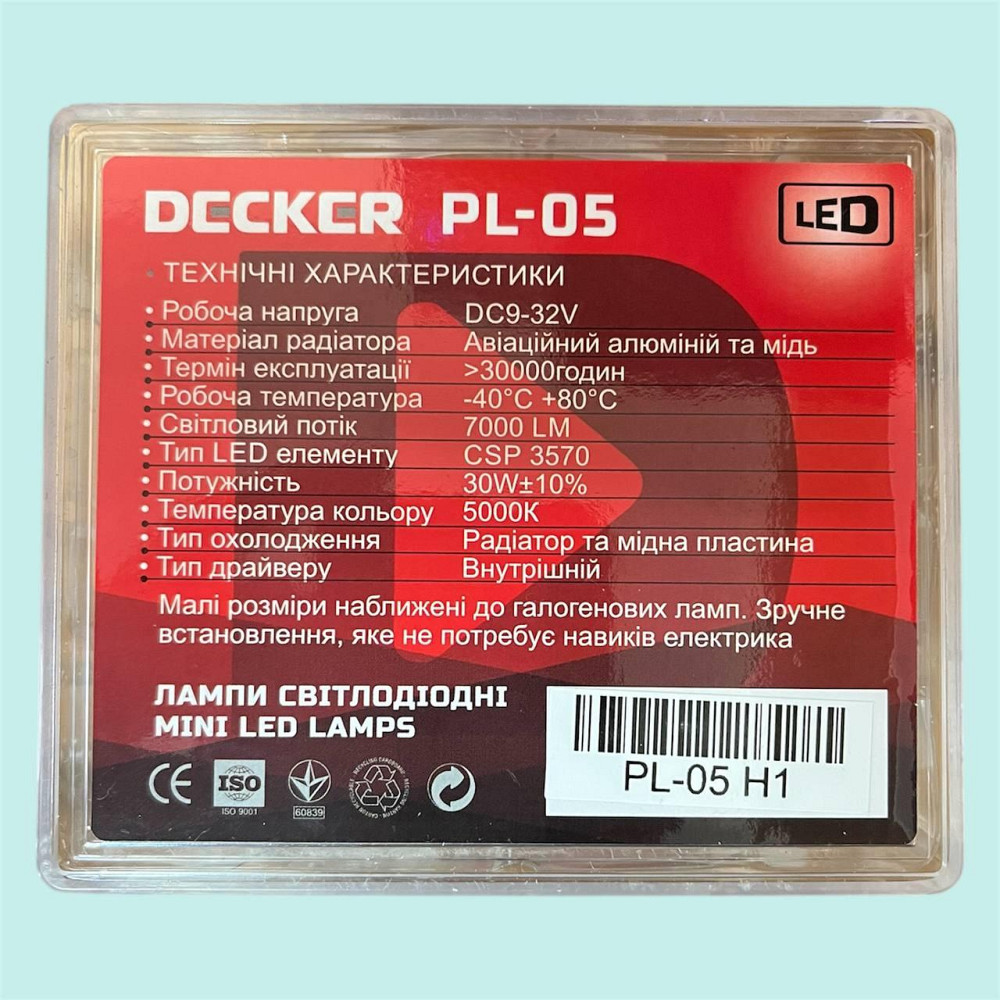 DECKER PL-05
LED
• ТЕХНІЧНІ ХАРАКТЕРИСТИКИ
• Робоча напруга DC9-32V
• Матеріал радіатора Авіаційний алюміній та мідь
• Термін експлуатації >30000годин
• Робоча температура -40°C +80°C
• Світловий потік 7000 LM
• Тип LED елементу CSP 3570
• Потужність 30W±10%
• Температура кольору 5000K
• Тип охолодження Радіатор та мідна пластина
• Тип драйверу Внутрішній
Малі розміри наближені до галогенових ламп. Зручне
встановлення, яке не потребує навиків електрика
ЛАМПИ СВІТЛОДІОДНІ
MINI LED LAMPS
PL-05 H1
CE
ISO
ISO 9001
60839